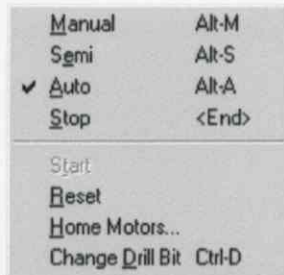 Manual Alt-M
Semi Alt-S
Auto Alt-A
Stop <End>
Start
Reset
Home Motors...
Change Drill Bit Ctrl-D